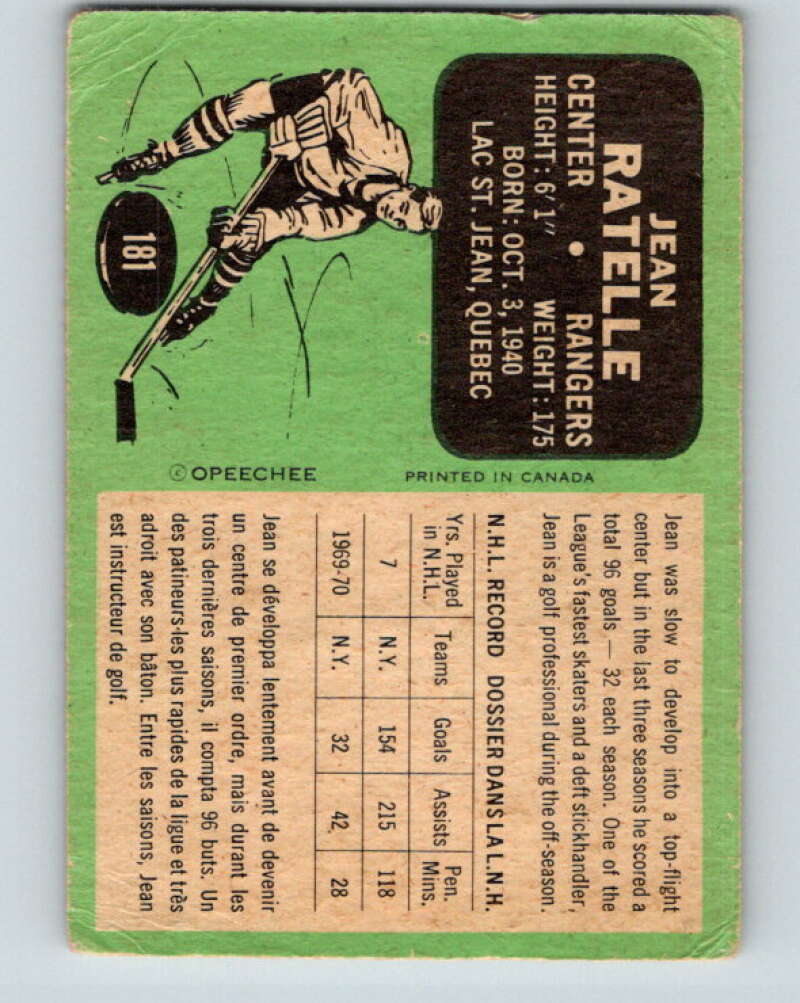 JEAN
RATELLE
CENTER • RANGERS
HEIGHT: 6'1" WEIGHT: 175
BORN: OCT. 3, 1940
LAC ST. JEAN, QUEBEC
181
© OPEECHEE
PRINTED IN CANADA
Jean was slow to develop into a top-flight
center but in the last three seasons he scored a
total 96 goals — 32 each season. One of the
League's fastest skaters and a deft stickhandler,
Jean is a golf professional during the off-season.
N.H.L. RECORD DOSSIER DANS LA L.N.H.
Yrs. Played in N.H.L. Teams Goals Assists Pen. Mins.
7 N.Y. 154 215 118
1969-70 N.Y. 32 42 28
Jean se développa lentement avant de devenir
un centre de premier ordre, mais durant les
trois dernières saisons, il compta 96 buts. Un
des patineurs les plus rapides de la ligue et très
adroit avec son bâton. Entre les saisons, Jean
est instructeur de golf.